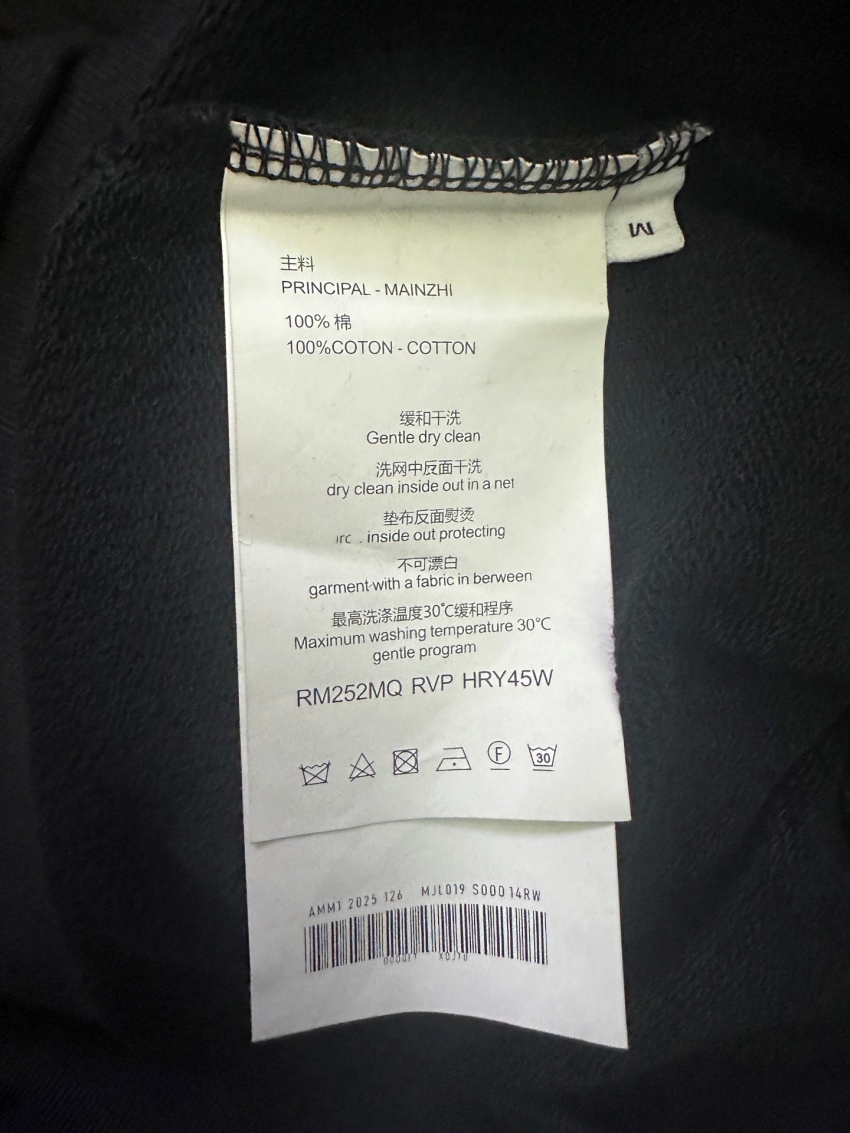 M
主料
PRINCIPAL - MAINZHI
100% 棉
100%COTON - COTTON
缓和干洗
Gentle dry clean
洗网中反面干洗
dry clean inside out in a net
垫布反面熨烫
inside out protecting
不可漂白
garment with a fabric in berween
最高洗涤温度30℃缓和程序
Maximum washing temperature 30℃
gentle program
RM252MQ RVP HRY45W
F
30
AMM1 2025 126 MJL019 S000 14RW